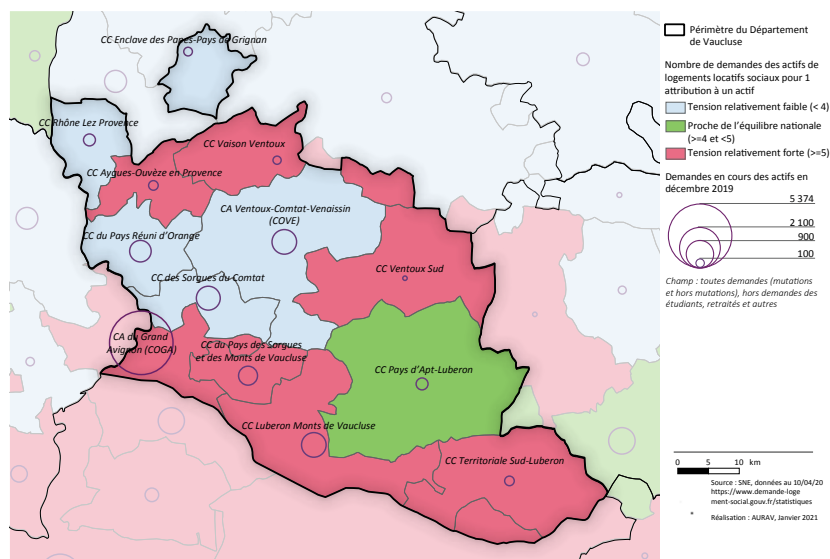 CC Enclave des Papes-Pays de Grignan
CC Rhône Lez Provence
CC Vaison Ventoux
CC Aygues-Ouvèze en Provence
CA Ventoux-Comtat-Venaissin
(COVE)
CC du Pays Réuni d'Orange
CC Ventoux Sud
CC des Sorgues du Comtat
CA du Grand
Avignon (COGA)
CC du Pays des Sorgues
et des Monts de Vaucluse
CC Pays d'Apt-Luberon
CC Luberon Monts de Vaucluse
CC Territoriale Sud-Luberon
Périmètre du Département
de Vaucluse
Nombre de demandes des actifs de
logements locatifs sociaux pour 1
attribution à un actif
Tension relativement faible (< 4)
Proche de l'équilibre nationale
(>=4 et <5)
Tension relativement forte (>=5)
Demandes en cours des actifs en
décembre 2019
5 374
2 100
900
100
Champ : toutes demandes (mutations
et hors mutations), hors demandes des
étudiants, retraités et autres
0 5 10 km
Source : SNE, données au 10/04/20
https://www.demande-loge
ment-social.gouv.fr/statistiques
Réalisation : AURAV, Janvier 2021